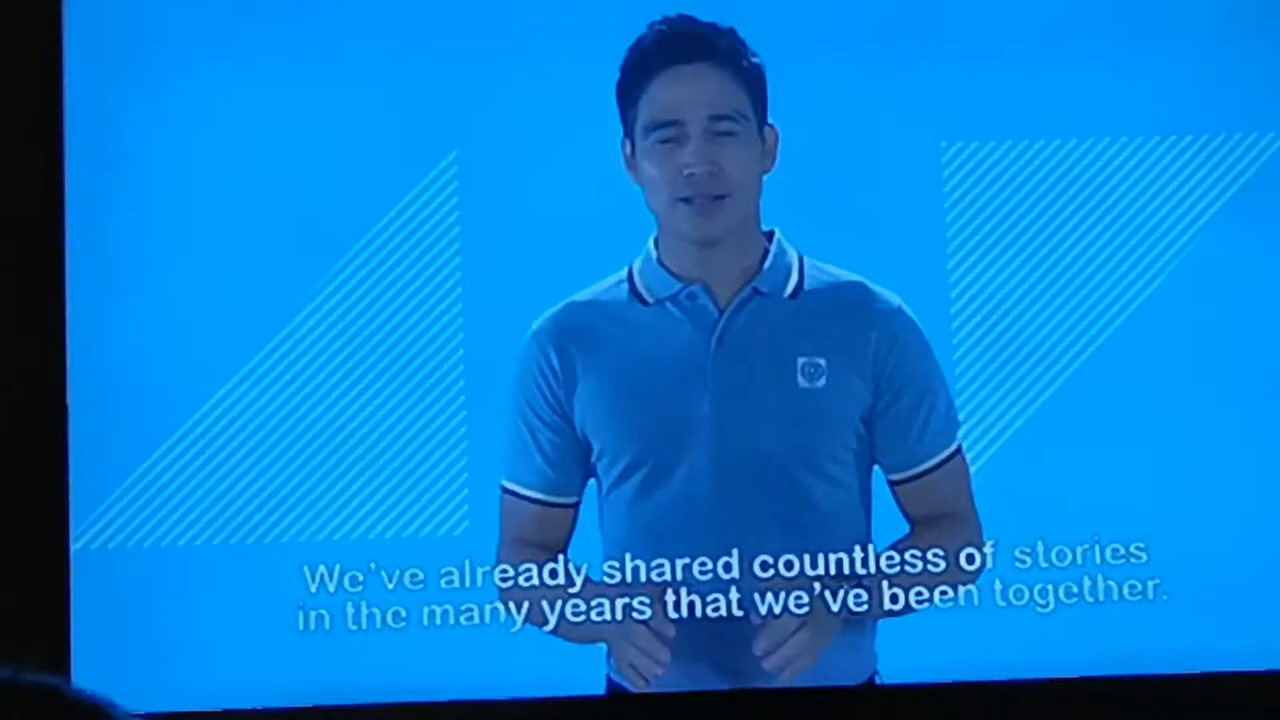 We've already shared countless of stories
in the many years that we've been together.